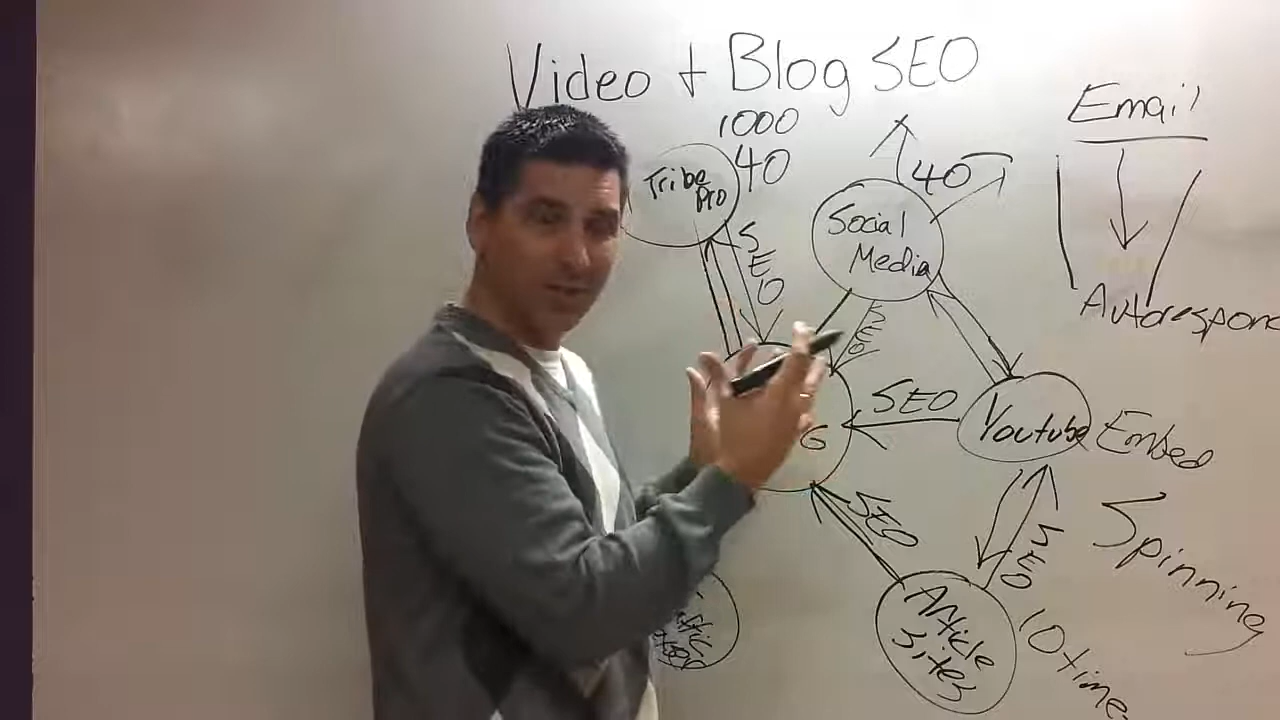 Video + Blog SEO
1000
40
Email
Tribe
Pro
40
Social
Media
SEO
SEO
Autorespon
SEO
G
Youtube
Embed
SEO
SEO
Spinning
Article
Sites
10 time